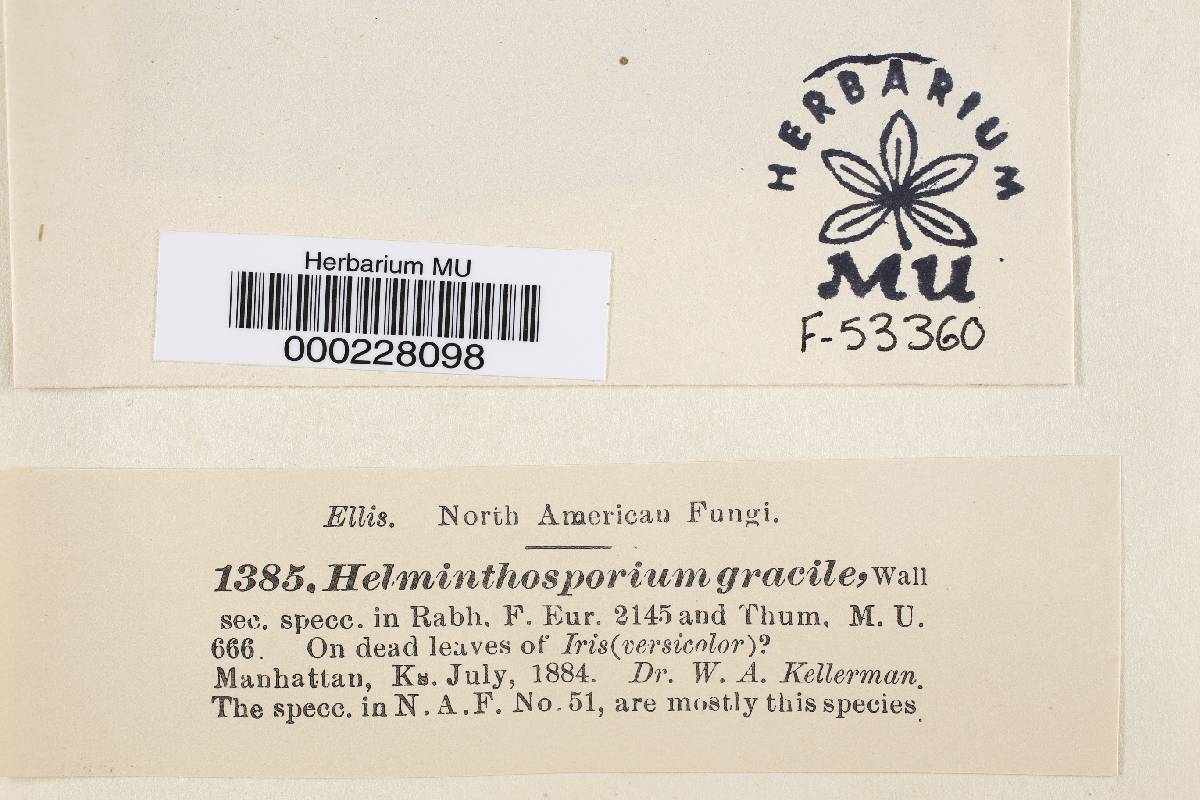 HERBARIUM
MU
F-53360
Herbarium MU
000228098
Ellis. North American Fungi.
1385. Helminthosporium gracile, Wall
sec. specc. in Rabh. F. Eur. 2145 and Thum. M. U.
666. On dead leaves of Iris (versicolor)?
Manhattan, Ks. July, 1884. Dr. W. A. Kellerman.
The specc. in N. A. F. No. 51, are mostly this species.